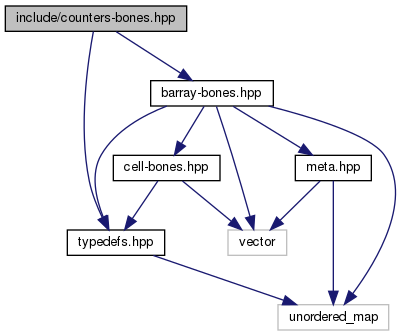 include/counters-bones.hpp
barray-bones.hpp
cell-bones.hpp
meta.hpp
typedefs.hpp
vector
unordered_map